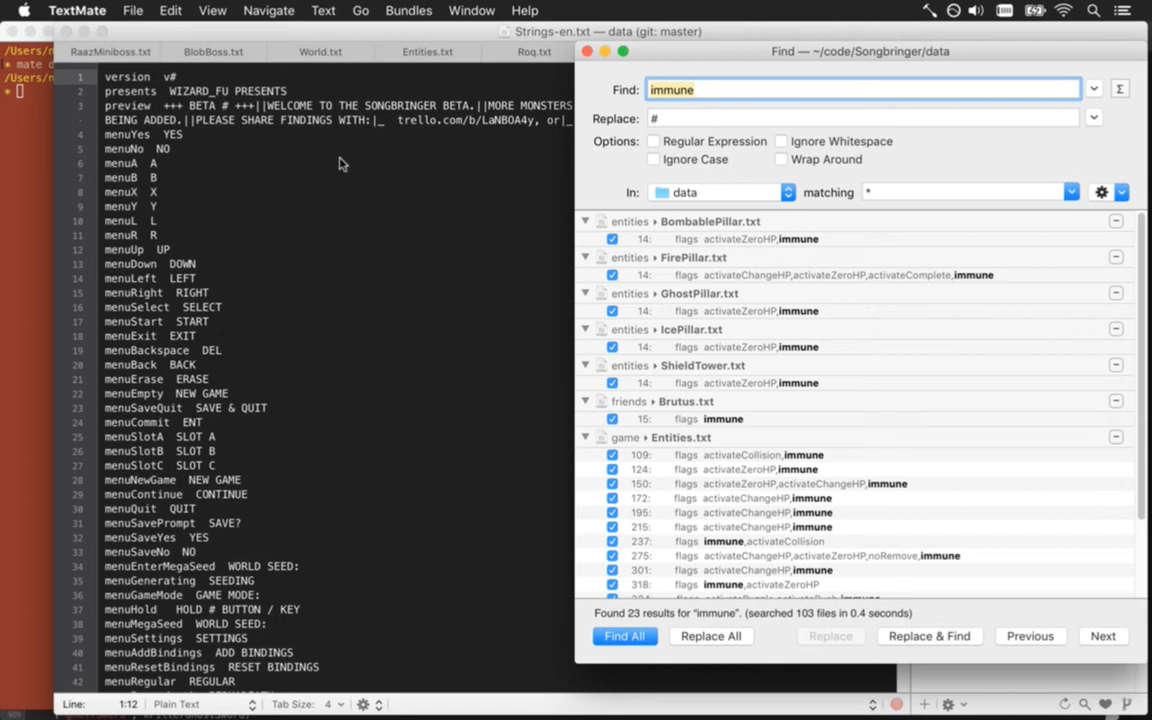 TextMate File Edit View Navigate Text Go Bundles Window Help
Strings-en.txt — data (git: master)
/Users/n
* mate d
/Users/n
*
RaazMiniboss.txt BlobBoss.txt World.txt Entities.txt Roq.txt
1 version v#
2 presents WIZARD_FU PRESENTS
3 preview +++ BETA # +++||WELCOME TO THE SONGBRINGER BETA.||MORE MONSTERS
BEING ADDED.||PLEASE SHARE FINDINGS WITH:|_ trello.com/b/LaNBOA4y, or|_
4 menuYes YES
5 menuNo NO
6 menuA A
7 menuB B
8 menuX X
9 menuY Y
10 menuL L
11 menuR R
12 menuUp UP
13 menuDown DOWN
14 menuLeft LEFT
15 menuRight RIGHT
16 menuSelect SELECT
17 menuStart START
18 menuExit EXIT
19 menuBackspace DEL
20 menuBack BACK
21 menuErase ERASE
22 menuEmpty NEW GAME
23 menuSaveQuit SAVE & QUIT
24 menuCommit ENT
25 menuSlotA SLOT A
26 menuSlotB SLOT B
27 menuSlotC SLOT C
28 menuNewGame NEW GAME
29 menuContinue CONTINUE
30 menuQuit QUIT
31 menuSavePrompt SAVE?
32 menuSaveYes YES
33 menuSaveNo NO
34 menuEnterMegaSeed WORLD SEED:
35 menuGenerating SEEDING
36 menuGameMode GAME MODE:
37 menuHold HOLD # BUTTON / KEY
38 menuMegaSeed WORLD SEED:
39 menuSettings SETTINGS
40 menuAddBindings ADD BINDINGS
41 menuResetBindings RESET BINDINGS
42 menuRegular REGULAR
Line: 1:12 Plain Text Tab Size: 4
Find — ~/code/Songbringer/data
Find: immune Σ
Replace: #
Options: Regular Expression Ignore Whitespace
Ignore Case Wrap Around
In: data matching *
entities ▸ BombablePillar.txt
14: flags activateZeroHP,immune
entities ▸ FirePillar.txt
14: flags activateChangeHP,activateZeroHP,activateComplete,immune
entities ▸ GhostPillar.txt
14: flags activateZeroHP,immune
entities ▸ IcePillar.txt
14: flags activateZeroHP,immune
entities ▸ ShieldTower.txt
14: flags activateZeroHP,immune
friends ▸ Brutus.txt
15: flags immune
game ▸ Entities.txt
109: flags activateCollision,immune
124: flags activateZeroHP,immune
150: flags activateZeroHP,activateChangeHP,immune
172: flags activateChangeHP,immune
195: flags activateChangeHP,immune
215: flags activateChangeHP,immune
237: flags immune,activateCollision
275: flags activateChangeHP,activateZeroHP,noRemove,immune
301: flags activateChangeHP,immune
318: flags immune,activateZeroHP
Found 23 results for “immune”. (searched 103 files in 0.4 seconds)
Find All Replace All Replace Replace & Find Previous Next